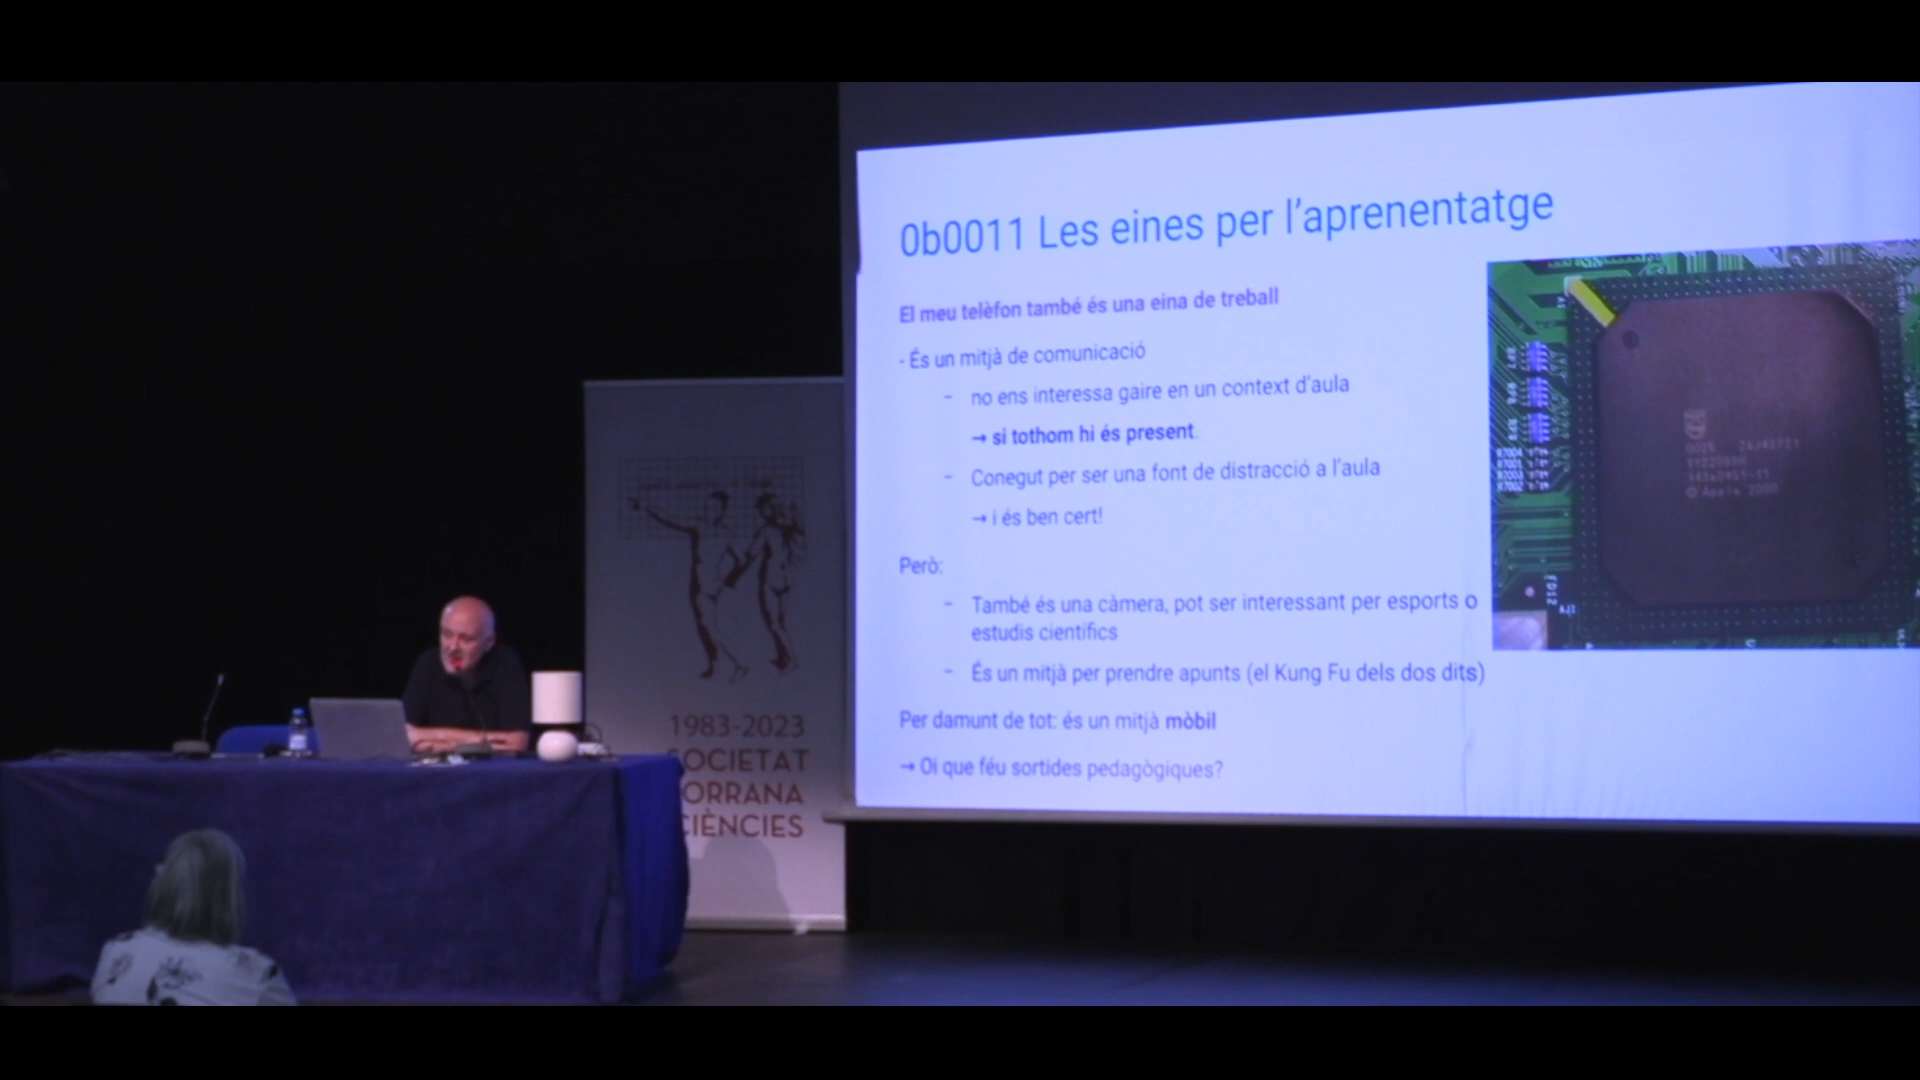 0b0011 Les eines per l'aprenentatge
El meu telèfon també és una eina de treball
- És un mitjà de comunicació
- no ens interessa gaire en un context d'aula
→ si tothom hi és present.
- Conegut per ser una font de distracció a l'aula
→ i és ben cert!
Però:
- També és una càmera, pot ser interessant per esports o
estudis científics
- És un mitjà per prendre apunts (el Kung Fu dels dos dits)
Per damunt de tot: és un mitjà mòbil
→ Oi que féu sortides pedagògiques?
1983-2023
OCIETAT
ORRANA
CIÈNCIES